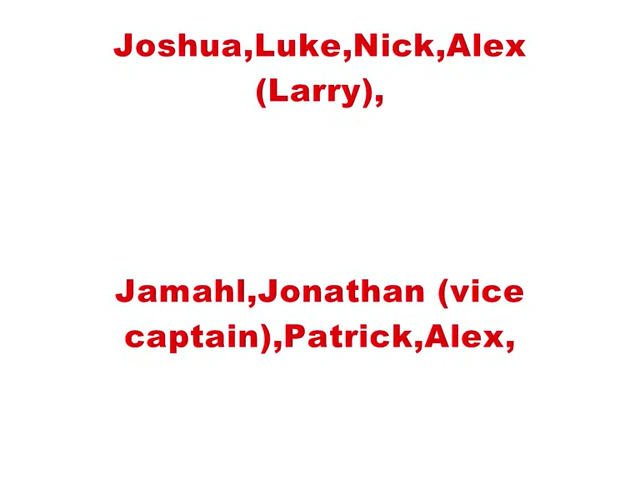 Joshua,Luke,Nick,Alex
(Larry),
Jamahl,Jonathan (vice
captain),Patrick,Alex,